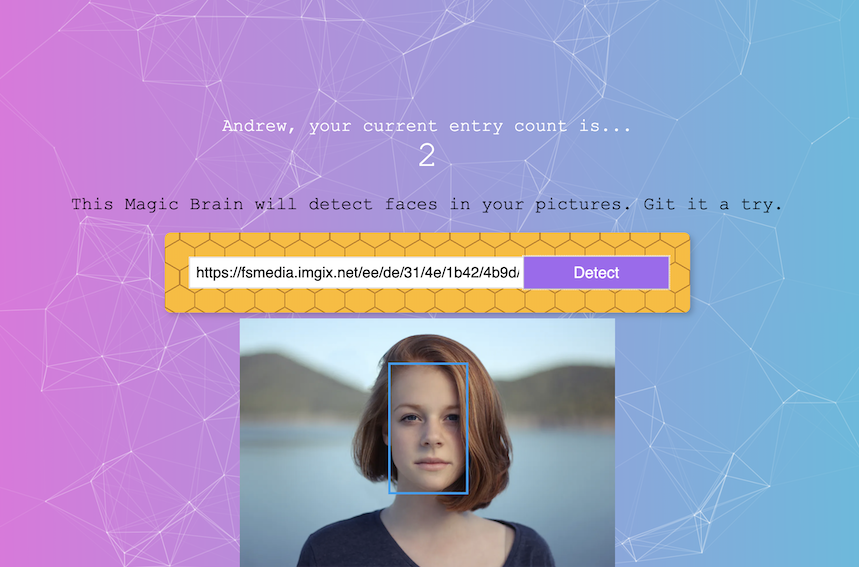 Andrew, your current entry count is...
2
This Magic Brain will detect faces in your pictures. Git it a try.
https://fsmedia.imgix.net/ee/de/31/4e/1b42/4b9d/ Detect